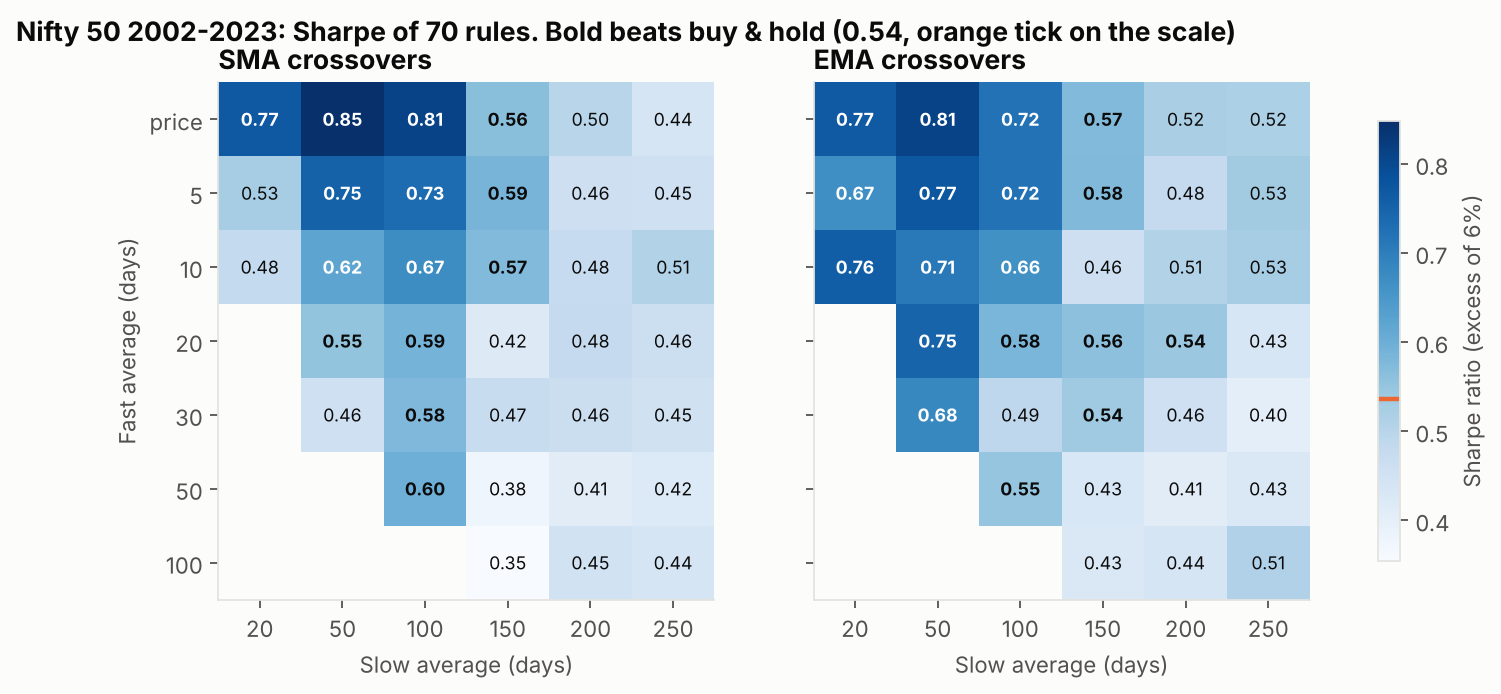 Nifty 50 2002-2023: Sharpe of 70 rules. Bold beats buy & hold (0.54, orange tick on the scale)
SMA crossovers
price 0.77 0.85 0.81 0.56 0.50 0.44
5 0.53 0.75 0.73 0.59 0.46 0.45
10 0.48 0.62 0.67 0.57 0.48 0.51
20 0.55 0.59 0.42 0.48 0.46
30 0.46 0.58 0.47 0.46 0.45
50 0.60 0.38 0.41 0.42
100 0.35 0.45 0.44
20 50 100 150 200 250
Slow average (days)
Fast average (days)
EMA crossovers
0.77 0.81 0.72 0.57 0.52 0.52
0.67 0.77 0.72 0.58 0.48 0.53
0.76 0.71 0.66 0.46 0.51 0.53
0.75 0.58 0.56 0.54 0.43
0.68 0.49 0.54 0.46 0.40
0.55 0.43 0.41 0.43
0.43 0.44 0.51
20 50 100 150 200 250
Slow average (days)
0.8
0.7
0.6
0.5
0.4
Sharpe ratio (excess of 6%)